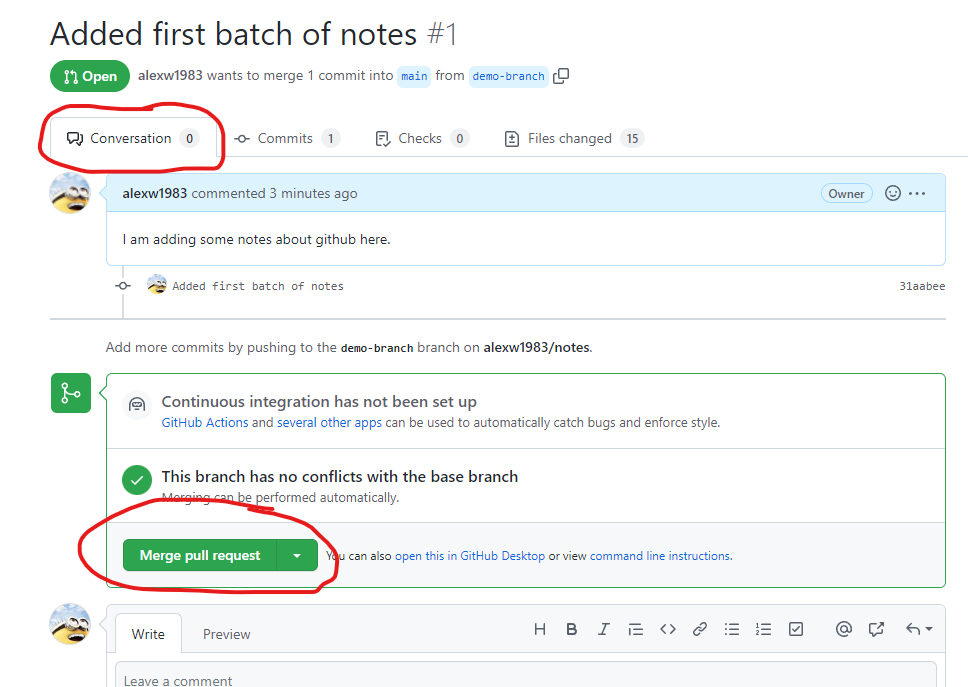 Added first batch of notes #1
Open alexw1983 wants to merge 1 commit into main from demo-branch
Conversation 0 Commits 1 Checks 0 Files changed 15
alexw1983 commented 3 minutes ago Owner
I am adding some notes about github here.
Added first batch of notes 31aabee
Add more commits by pushing to the demo-branch branch on alexw1983/notes.
Continuous integration has not been set up
GitHub Actions and several other apps can be used to automatically catch bugs and enforce style.
This branch has no conflicts with the base branch
Merging can be performed automatically.
Merge pull request You can also open this in GitHub Desktop or view command line instructions.
Write Preview
Leave a comment